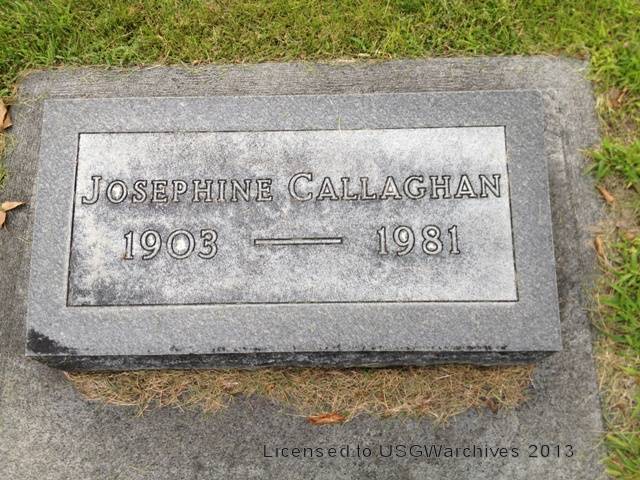 JOSEPHINE CALLAGHAN
1903 — 1981
Licensed to USGWarchives 2013